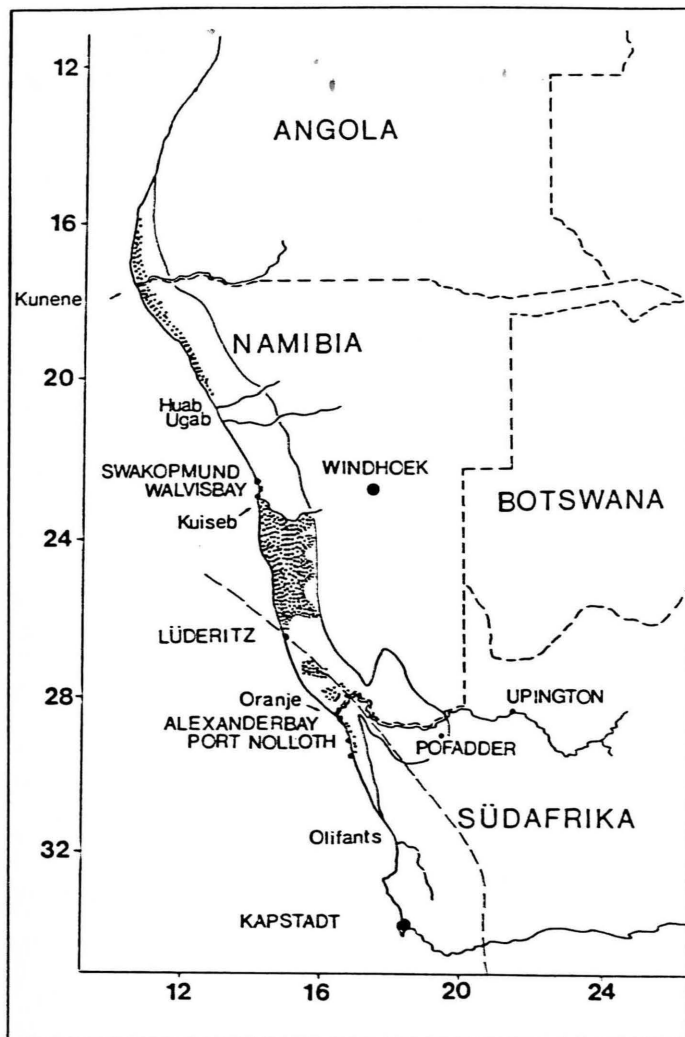 12
ANGOLA
16
Kunene
NAMIBIA
20
Huab
Ugab
SWAKOPMUND
WALVISBAY
WINDHOEK
Kuiseb
24
BOTSWANA
LÜDERITZ
28
Oranje
ALEXANDERBAY
PORT NOLLOTH
UPINGTON
POFADDER
SÜDAFRIKA
Olifants
32
KAPSTADT
12 16 20 24